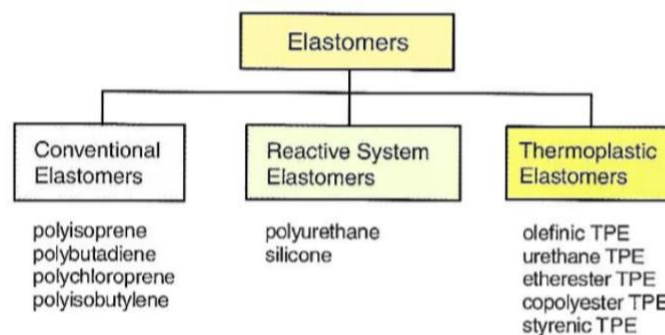 Elastomers
Conventional
Elastomers
polyisoprene
polybutadiene
polychloroprene
polyisobutylene
Reactive System
Elastomers
polyurethane
silicone
Thermoplastic
Elastomers
olefinic TPE
urethane TPE
etherester TPE
copolyester TPE
styrenic TPE